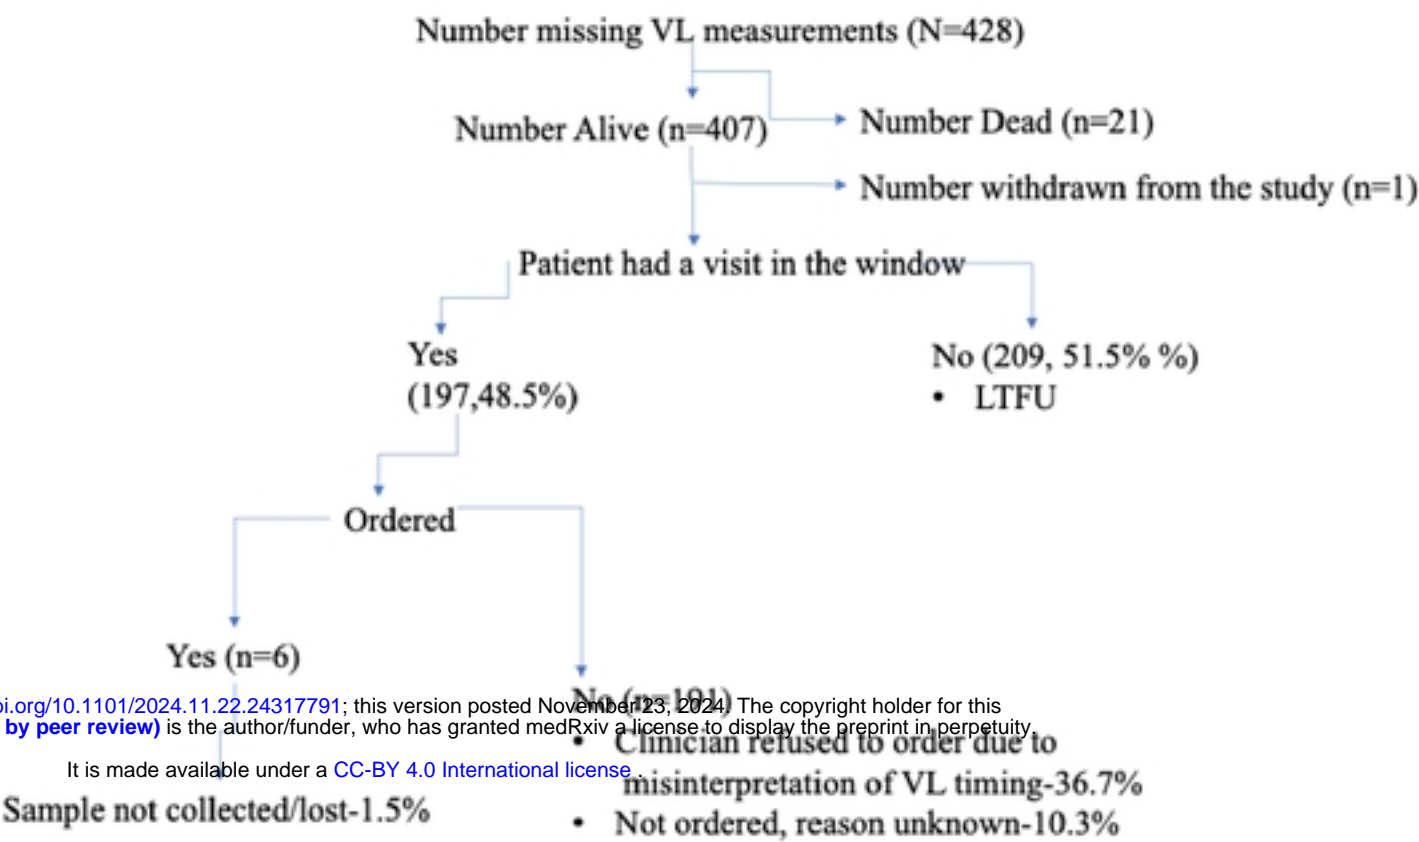 Number missing VL measurements (N=428)
Number Alive (n=407)
Number Dead (n=21)
Number withdrawn from the study (n=1)
Patient had a visit in the window
Yes
(197,48.5%)
No (209, 51.5% %)
• LTFU
Ordered
Yes (n=6)
No (n=191)
oi.org/10.1101/2024.11.22.24317791; this version posted November 23, 2024. The copyright holder for this
by peer review) is the author/funder, who has granted medRxiv a license to display the preprint in perpetuity.
It is made available under a CC-BY 4.0 International license .
• Clinician refused to order due to
misinterpretation of VL timing-36.7%
Sample not collected/lost-1.5%
• Not ordered, reason unknown-10.3%